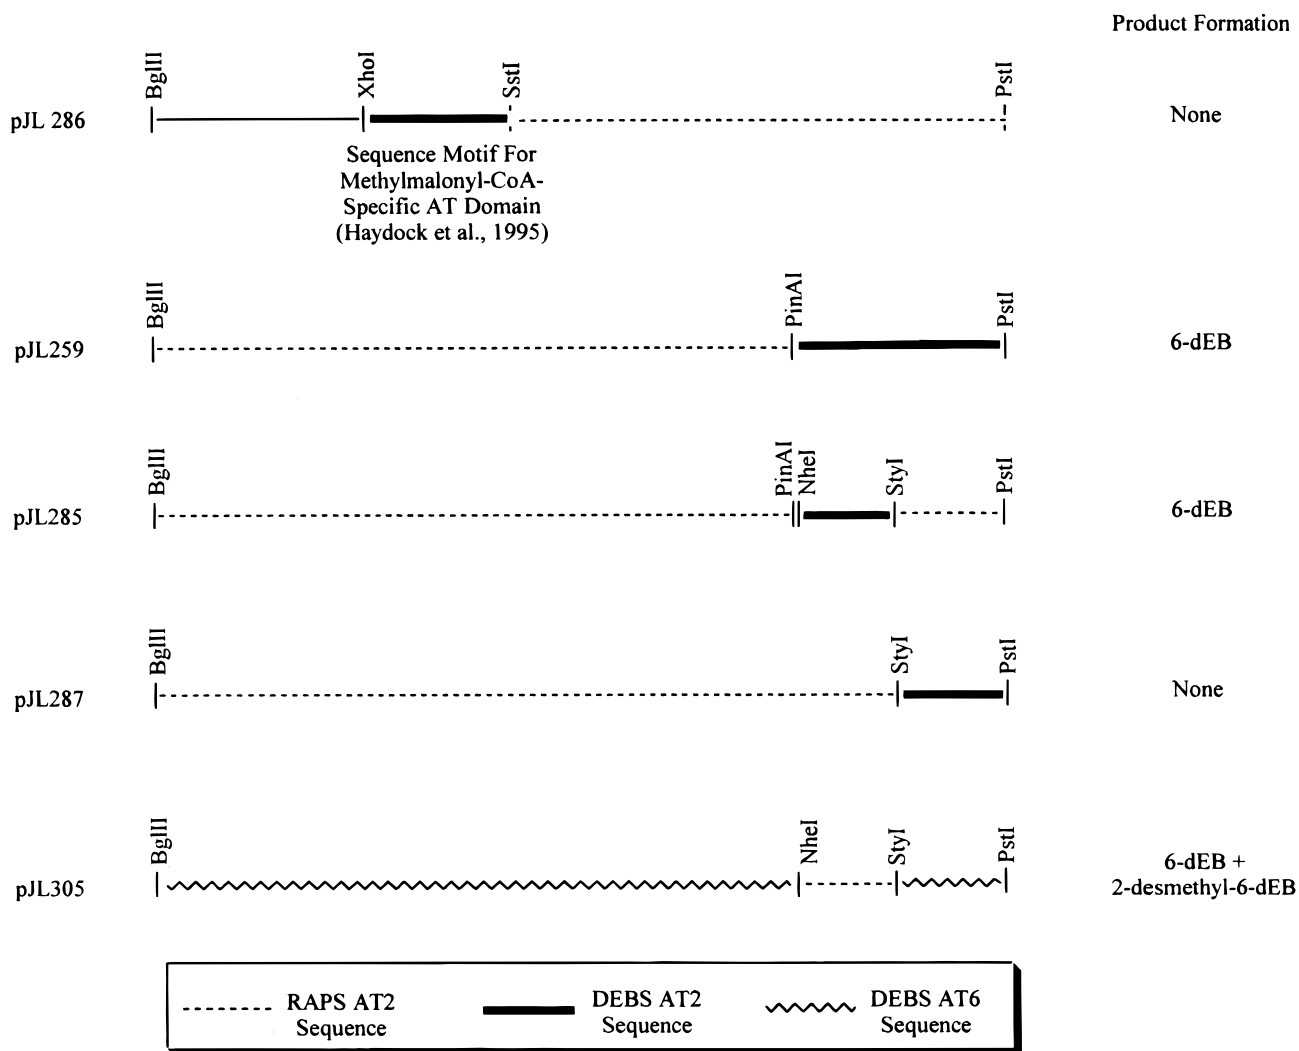 Product Formation
BglII
XhoI
SstI
PstI
pJL 286
None
Sequence Motif For
Methylmalonyl-CoA-
Specific AT Domain
(Haydock et al., 1995)
BglII
PinAI
PstI
pJL259
6-dEB
BglII
PinAI
NheI
StyI
PstI
pJL285
6-dEB
BglII
StyI
PstI
pJL287
None
BglII
NheI
StyI
PstI
pJL305
6-dEB +
2-desmethyl-6-dEB
RAPS AT2
Sequence
DEBS AT2
Sequence
DEBS AT6
Sequence